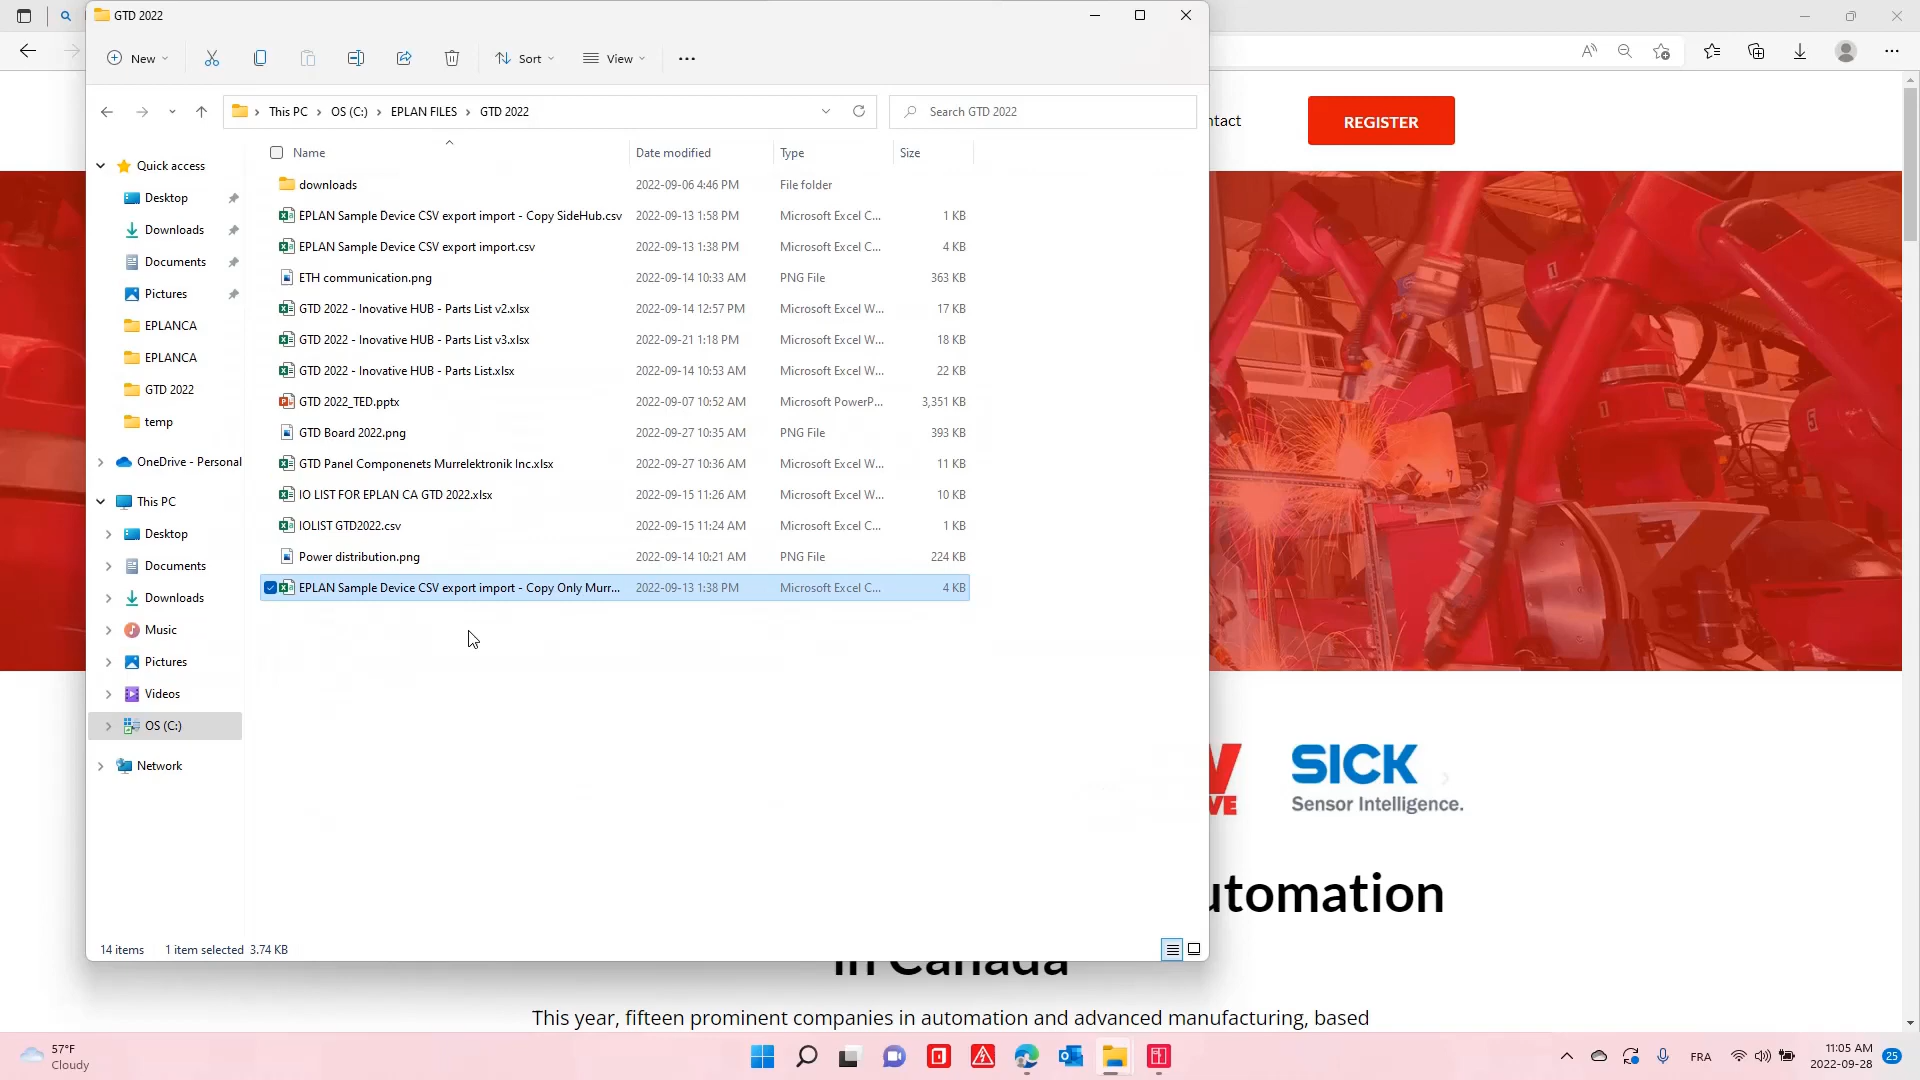 GTD 2022
New
Sort
View
This PC
OS (C:)
EPLAN FILES
GTD 2022
Search GTD 2022
ntact
REGISTER
Name
Date modified
Type
Size
Quick access
Desktop
Downloads
Documents
Pictures
EPLANCA
EPLANCA
GTD 2022
temp
OneDrive - Personal
This PC
Desktop
Documents
Downloads
Music
Pictures
Videos
OS (C:)
Network
downloads 2022-09-06 4:46 PM File folder
EPLAN Sample Device CSV export import - Copy SideHub.csv 2022-09-13 1:58 PM Microsoft Excel C... 1 KB
EPLAN Sample Device CSV export import.csv 2022-09-13 1:38 PM Microsoft Excel C... 4 KB
ETH communication.png 2022-09-14 10:33 AM PNG File 363 KB
GTD 2022 - Inovative HUB - Parts List v2.xlsx 2022-09-14 12:57 PM Microsoft Excel W... 17 KB
GTD 2022 - Inovative HUB - Parts List v3.xlsx 2022-09-21 1:18 PM Microsoft Excel W... 18 KB
GTD 2022 - Inovative HUB - Parts List.xlsx 2022-09-14 10:53 AM Microsoft Excel W... 22 KB
GTD 2022_TED.pptx 2022-09-07 10:52 AM Microsoft PowerP... 3,351 KB
GTD Board 2022.png 2022-09-27 10:35 AM PNG File 393 KB
GTD Panel Componenets Murrelektronik Inc.xlsx 2022-09-27 10:36 AM Microsoft Excel W... 11 KB
IO LIST FOR EPLAN CA GTD 2022.xlsx 2022-09-15 11:26 AM Microsoft Excel W... 10 KB
IOLIST GTD2022.csv 2022-09-15 11:24 AM Microsoft Excel C... 1 KB
Power distribution.png 2022-09-14 10:21 AM PNG File 224 KB
EPLAN Sample Device CSV export import - Copy Only Murr... 2022-09-13 1:38 PM Microsoft Excel C... 4 KB
14 items 1 item selected 3.74 KB
SICK
Sensor Intelligence.
utomation
in Canada
This year, fifteen prominent companies in automation and advanced manufacturing, based
57°F
Cloudy
FRA
11:05 AM
2022-09-28
25